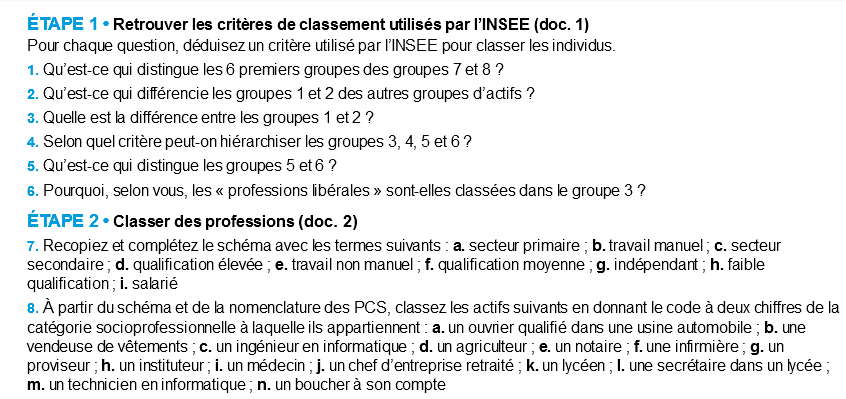 ÉTAPE 1 • Retrouver les critères de classement utilisés par l’INSEE (doc. 1)
Pour chaque question, déduisez un critère utilisé par l’INSEE pour classer les individus.
1. Qu’est-ce qui distingue les 6 premiers groupes des groupes 7 et 8 ?
2. Qu’est-ce qui différencie les groupes 1 et 2 des autres groupes d’actifs ?
3. Quelle est la différence entre les groupes 1 et 2 ?
4. Selon quel critère peut-on hiérarchiser les groupes 3, 4, 5 et 6 ?
5. Qu’est-ce qui distingue les groupes 5 et 6 ?
6. Pourquoi, selon vous, les « professions libérales » sont-elles classées dans le groupe 3 ?
ÉTAPE 2 • Classer des professions (doc. 2)
7. Recopiez et complétez le schéma avec les termes suivants : a. secteur primaire ; b. travail manuel ; c. secteur
secondaire ; d. qualification élevée ; e. travail non manuel ; f. qualification moyenne ; g. indépendant ; h. faible
qualification ; i. salarié
8. À partir du schéma et de la nomenclature des PCS, classez les actifs suivants en donnant le code à deux chiffres de la
catégorie socioprofessionnelle à laquelle ils appartiennent : a. un ouvrier qualifié dans une usine automobile ; b. une
vendeuse de vêtements ; c. un ingénieur en informatique ; d. un agriculteur ; e. un notaire ; f. une infirmière ; g. un
proviseur ; h. un instituteur ; i. un médecin ; j. un chef d’entreprise retraité ; k. un lycéen ; l. une secrétaire dans un lycée ;
m. un technicien en informatique ; n. un boucher à son compte